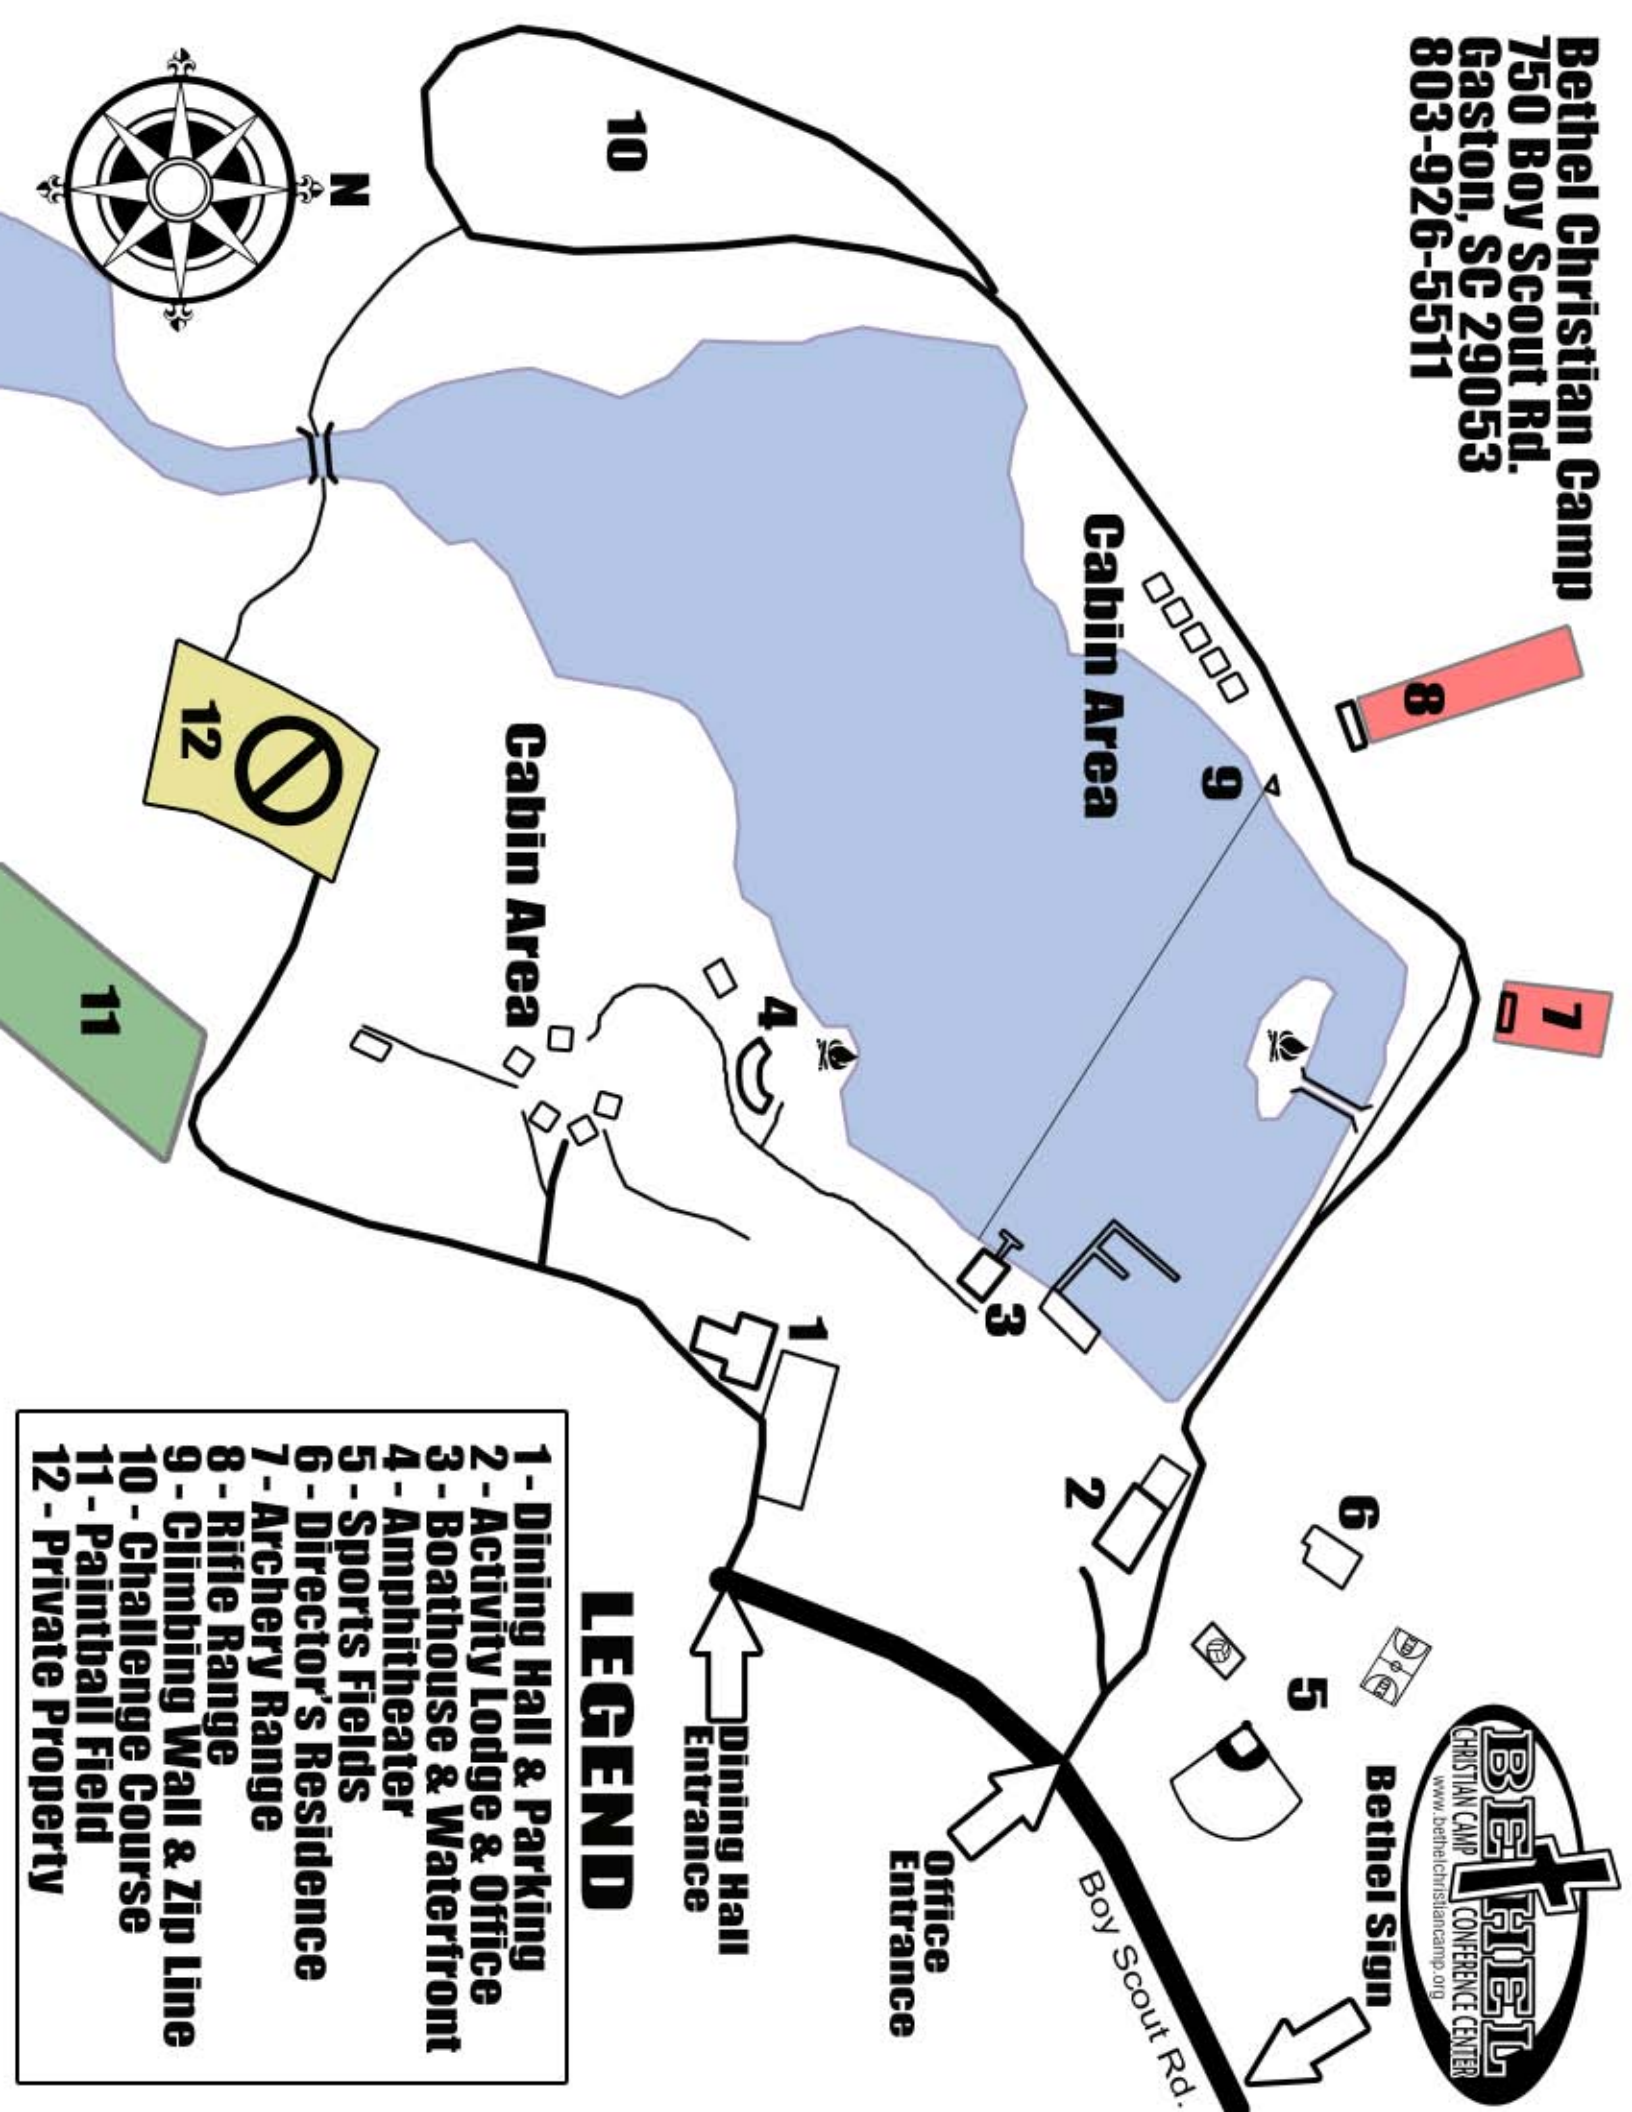 Bethel Christian Camp
750 Boy Scout Rd.
Gaston, SC 29053
803-926-5511
N
10
8
7
9
Cabin Area
Cabin Area
12
11
4
3
1
2
6
5
BETHEL
CHRISTIAN CAMP CONFERENCE CENTER
www.bethelchristiancamp.org
Bethel Sign
Boy Scout Rd.
Office
Entrance
Dining Hall
Entrance
LEGEND
1 - Dining Hall & Parking
2 - Activity Lodge & Office
3 - Boathouse & Waterfront
4 - Amphitheater
5 - Sports Fields
6 - Director's Residence
7 - Archery Range
8 - Rifle Range
9 - Climbing Wall & Zip Line
10 - Challenge Course
11 - Paintball Field
12 - Private Property